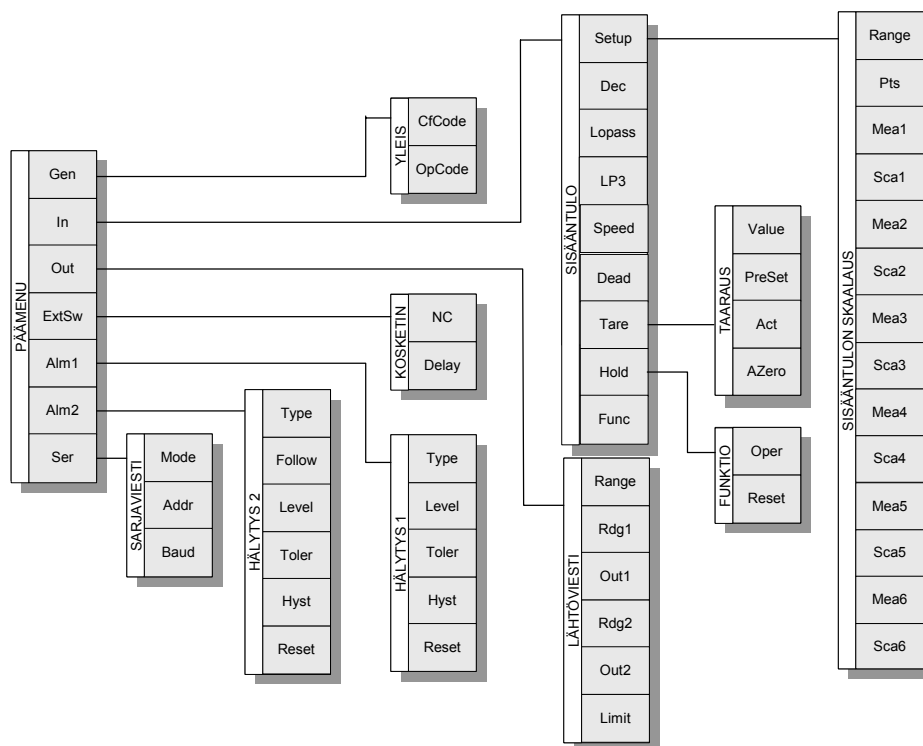 PÄÄMENU
Gen
In
Out
ExtSw
Alm1
Alm2
Ser
YLEIS
CfCode
OpCode
KOSKETIN
NC
Delay
SARJAVIESTI
Mode
Addr
Baud
HÄLYTYS 2
Type
Follow
Level
Toler
Hyst
Reset
HÄLYTYS 1
Type
Level
Toler
Hyst
Reset
SISÄÄNTULO
Setup
Dec
Lopass
LP3
Speed
Dead
Tare
Hold
Func
LÄHTÖVIESTI
Range
Rdg1
Out1
Rdg2
Out2
Limit
TAARAUS
Value
PreSet
Act
AZero
FUNKTIO
Oper
Reset
SISÄÄNTULON SKAALAUS
Range
Pts
Mea1
Sca1
Mea2
Sca2
Mea3
Sca3
Mea4
Sca4
Mea5
Sca5
Mea6
Sca6